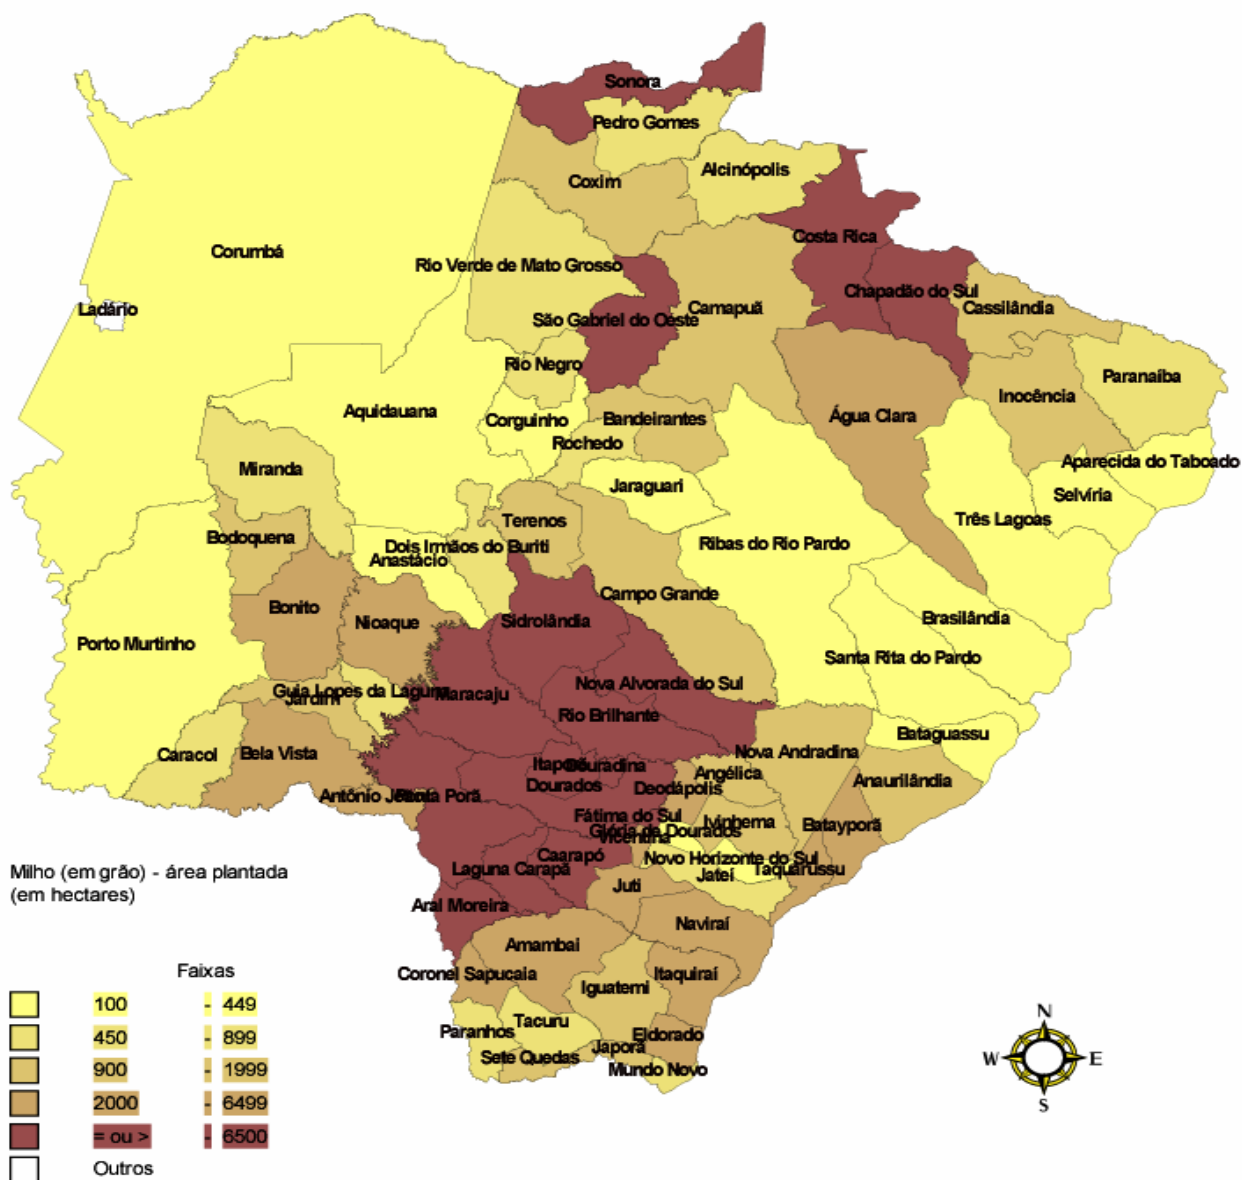 Sonora
Pedro Gomes
Alcinópolis
Coxim
Costa Rica
Corumbá
Rio Verde de Mato Grosso
Chapadão do Sul
Ladário
Camapuã
Cassilândia
São Gabriel do Oeste
Rio Negro
Paranaíba
Inocência
Aquidauana
Água Clara
Corguinho
Bandeirantes
Rochedo
Aparecida do Taboado
Miranda
Jaraguari
Selvíria
Três Lagoas
Terenos
Bodoquena
Ribas do Rio Pardo
Dois Irmãos do Buriti
Anastácio
Campo Grande
Bonito
Nioaque
Sidrolândia
Brasilândia
Porto Murtinho
Santa Rita do Pardo
Nova Alvorada do Sul
Guia Lopes da Laguna
Maracaju
Jardim
Rio Brilhante
Bataguassu
Caracol
Bela Vista
Nova Andradina
Itaporã
Douradina
Angélica
Anaurilândia
Dourados
Deodápolis
Antônio João
Ponta Porã
Fátima do Sul
Ivinhema
Batayporã
Glória de Dourados
Vicentina
Caarapó
Novo Horizonte do Sul
Laguna Carapã
Jateí
Taquarussu
Milho (em grão) - área plantada
(em hectares)
Juti
Aral Moreira
Naviraí
Amambai
Coronel Sapucaia
Itaquiraí
Faixas
Iguatemi
100 - 449
Tacuru
Paranhos
Eldorado
450 - 899
Japorã
Sete Quedas
Mundo Novo
900 - 1999
2000 - 6499
= ou > - 6500
Outros
N
W E
S